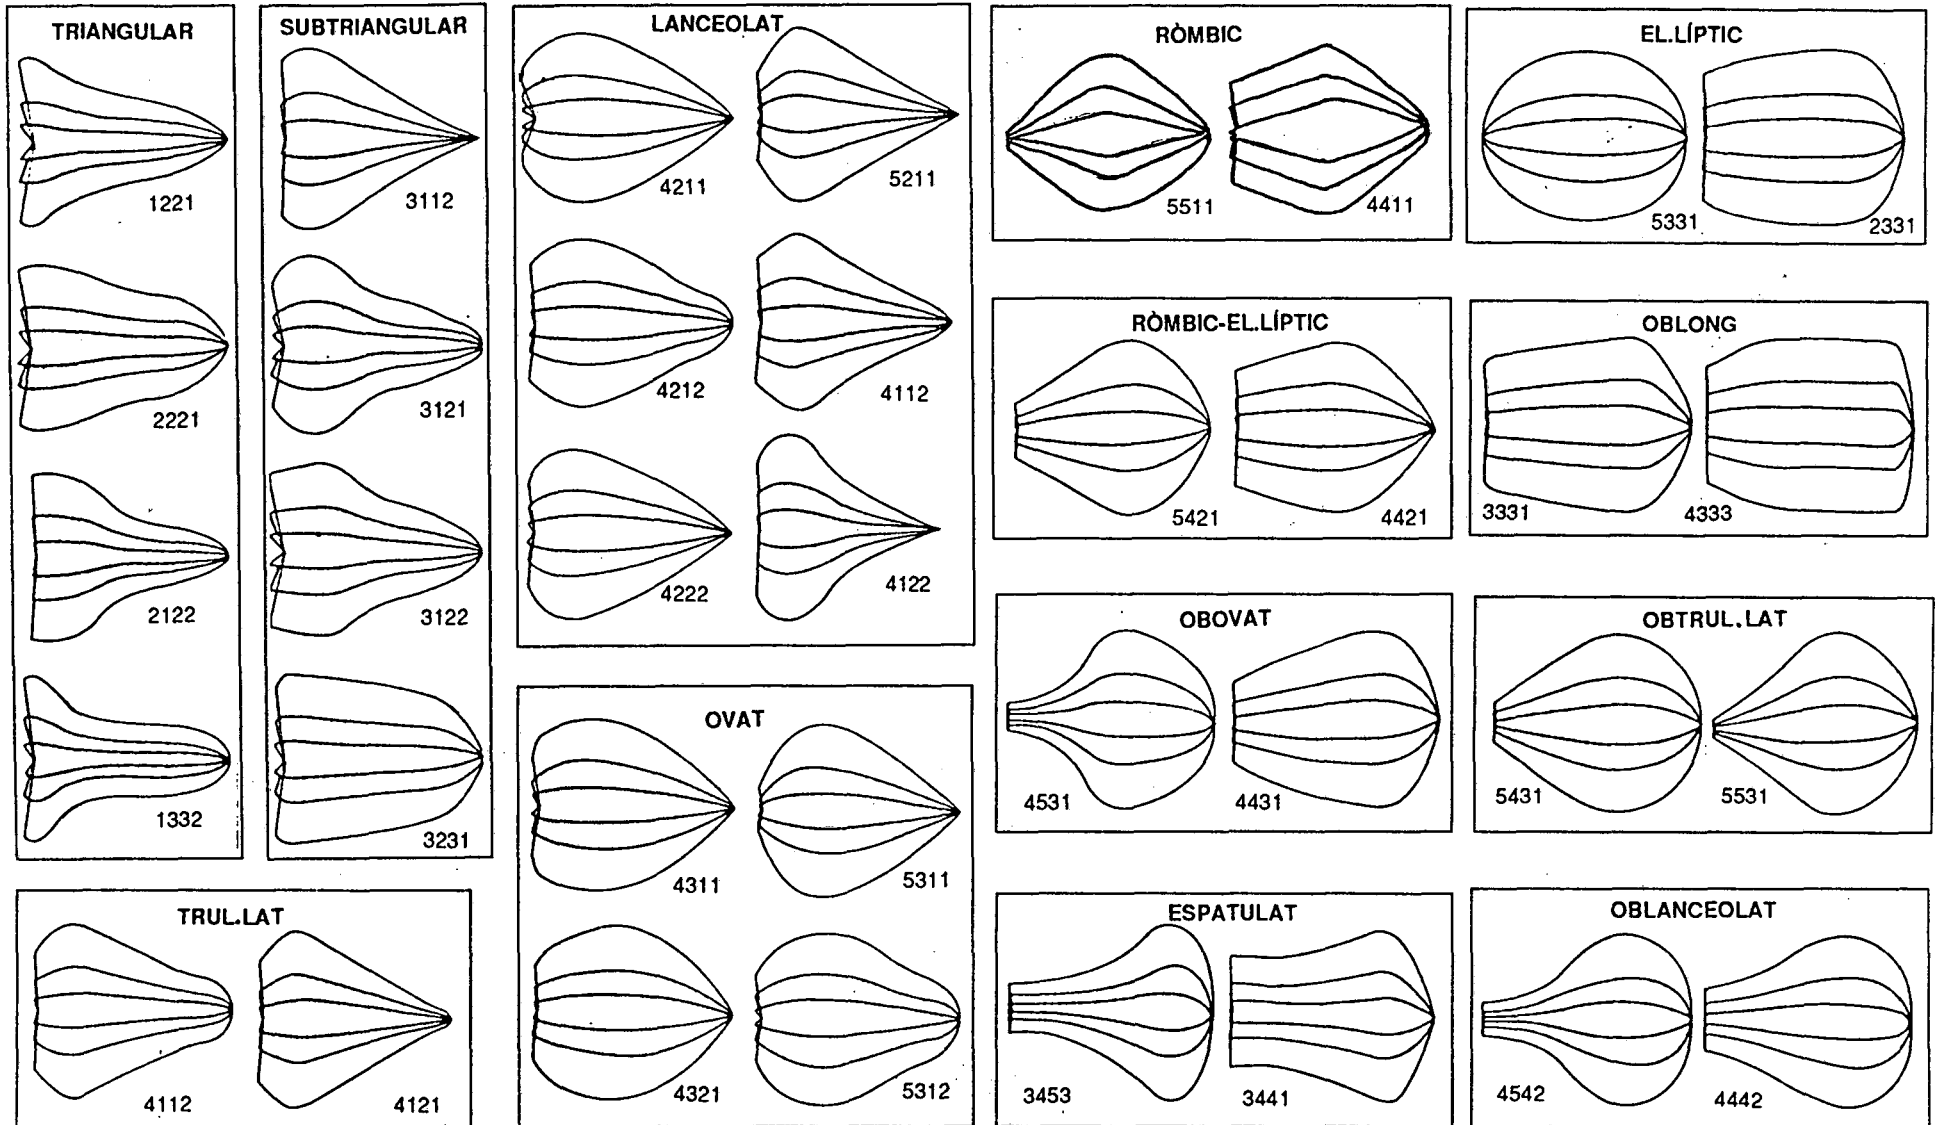 TRIANGULAR
1221
2221
2122
1332
SUBTRIANGULAR
3112
3121
3122
3231
LANCEOLAT
4211
5211
4212
4112
4222
4122
RÒMBIC
5511
4411
EL.LÍPTIC
5331
2331
RÒMBIC-EL.LÍPTIC
5421
4421
OBLONG
3331
4333
OVAT
4311
5311
4321
5312
OBOVAT
4531
4431
OBTRUL.LAT
5431
5531
TRUL.LAT
4112
4121
ESPATULAT
3453
3441
OBLANCEOLAT
4542
4442